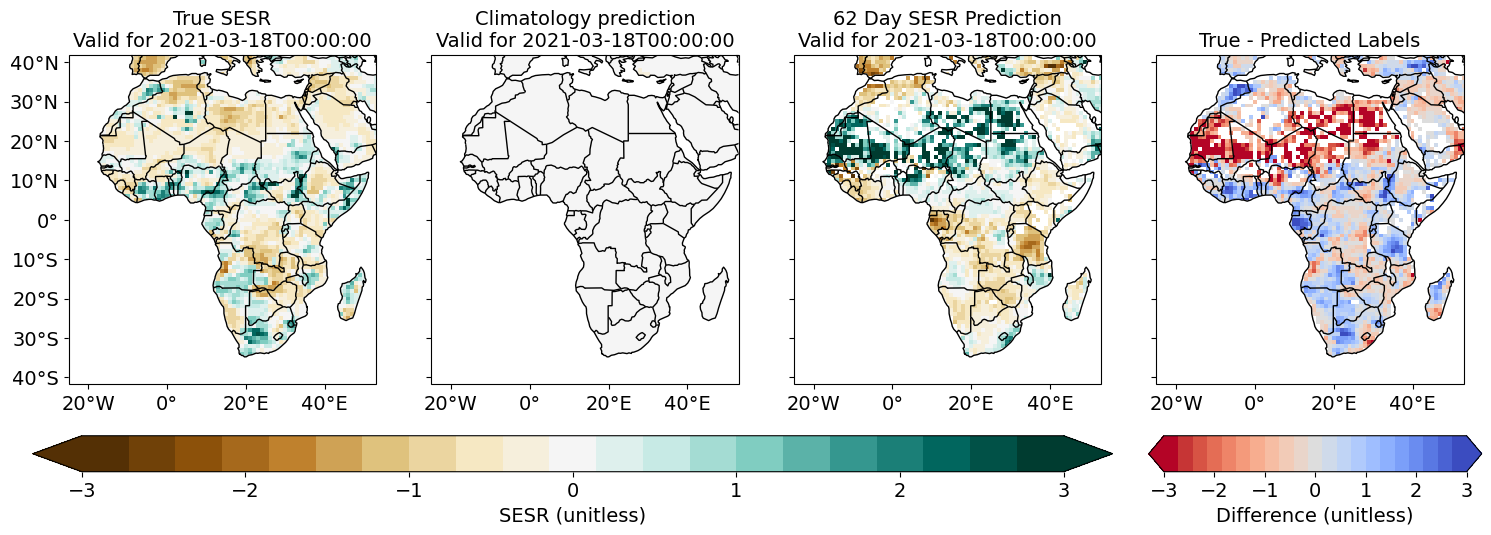 True SESR
Valid for 2021-03-18T00:00:00
Climatology prediction
Valid for 2021-03-18T00:00:00
62 Day SESR Prediction
Valid for 2021-03-18T00:00:00
True - Predicted Labels
40°N
30°N
20°N
10°N
0°
10°S
20°S
30°S
40°S
20°W 0° 20°E 40°E
20°W 0° 20°E 40°E
20°W 0° 20°E 40°E
20°W 0° 20°E 40°E
−3 −2 −1 0 1 2 3
SESR (unitless)
−3 −2 −1 0 1 2 3
Difference (unitless)